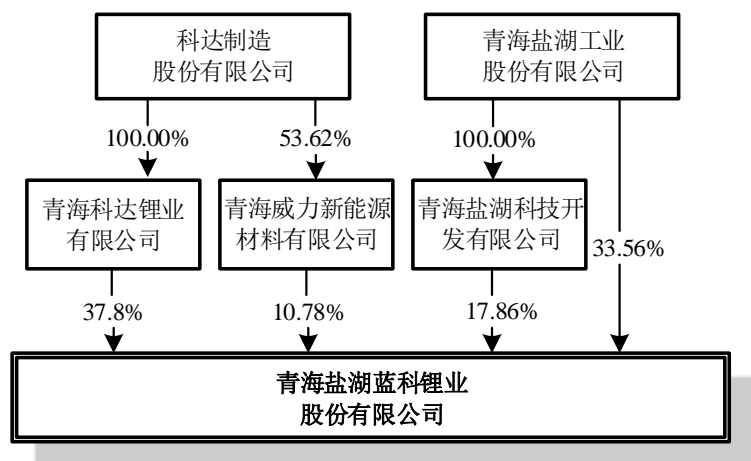 科达制造
股份有限公司
青海盐湖工业
股份有限公司
100.00%
53.62%
100.00%
青海科达锂业
有限公司
青海威力新能源
材料有限公司
青海盐湖科技开
发有限公司
33.56%
37.8%
10.78%
17.86%
青海盐湖蓝科锂业
股份有限公司